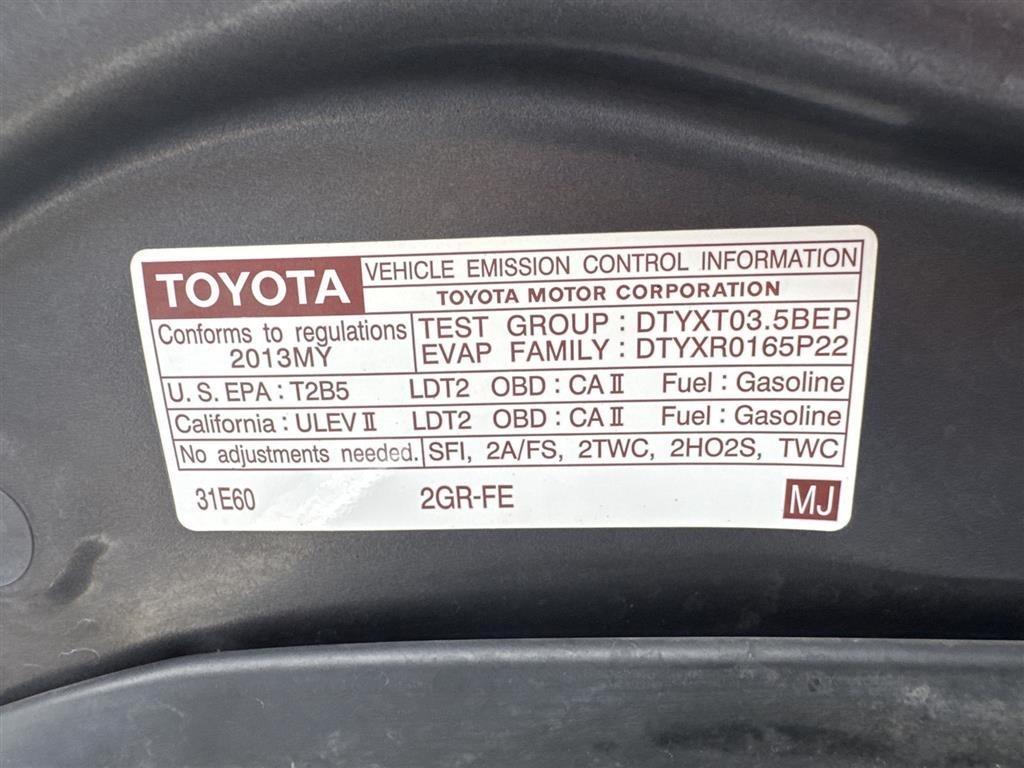 TOYOTA
VEHICLE EMISSION CONTROL INFORMATION
TOYOTA MOTOR CORPORATION
Conforms to regulations
2013MY
TEST GROUP : DTYXT03.5BEP
EVAP FAMILY : DTYXR0165P22
U. S. EPA : T2B5 LDT2 OBD : CA II Fuel : Gasoline
California : ULEV II LDT2 OBD : CA II Fuel : Gasoline
No adjustments needed. SFI, 2A/FS, 2TWC, 2HO2S, TWC
31E60 2GR-FE MJ